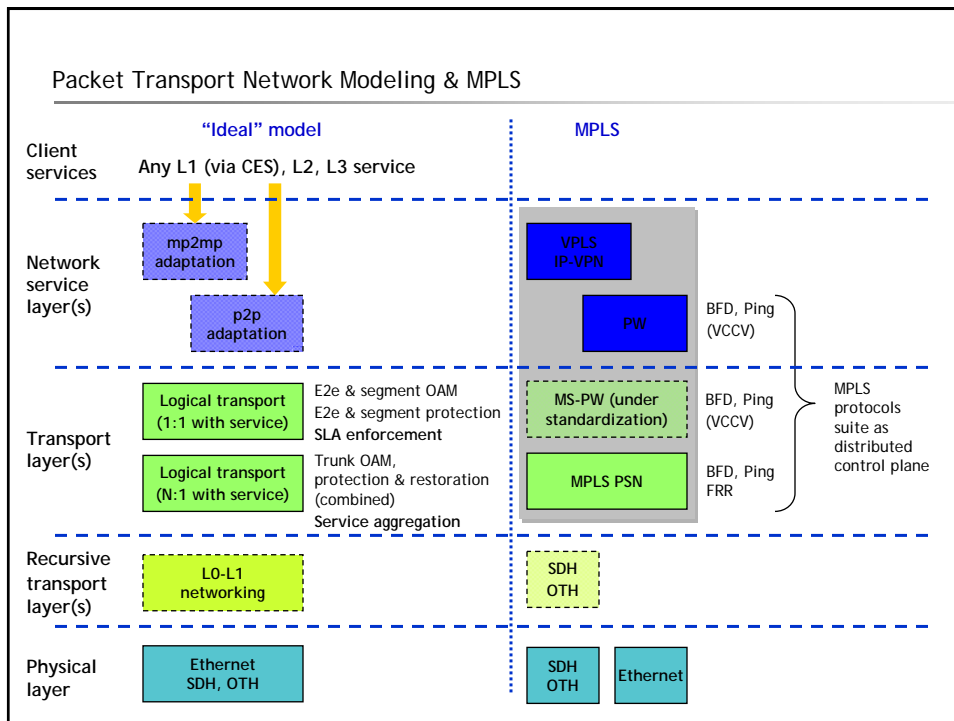 Packet Transport Network Modeling & MPLS
“Ideal” model
MPLS
Client
services
Any L1 (via CES), L2, L3 service
Network
service
layer(s)
mp2mp
adaptation
p2p
adaptation
VPLS
IP-VPN
PW
BFD, Ping
(VCCV)
Transport
layer(s)
Logical transport
(1:1 with service)
E2e & segment OAM
E2e & segment protection
SLA enforcement
Logical transport
(N:1 with service)
Trunk OAM,
protection & restoration
(combined)
Service aggregation
MS-PW (under
standardization)
BFD, Ping
(VCCV)
MPLS PSN
BFD, Ping
FRR
MPLS
protocols
suite as
distributed
control plane
Recursive
transport
layer(s)
L0-L1
networking
SDH
OTH
Physical
layer
Ethernet
SDH, OTH
SDH
OTH
Ethernet